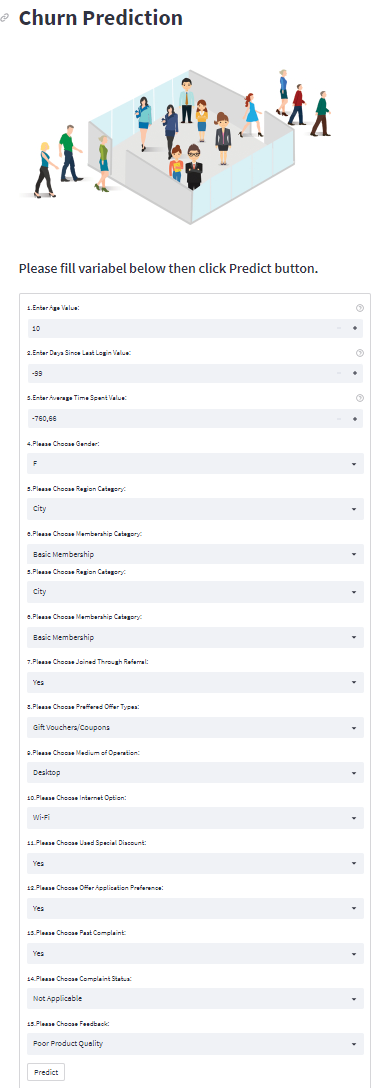 Churn Prediction
Please fill variabel below then click Predict button.
1.Enter Age Value:
10
2.Enter Days Since Last Login Value:
-99
3.Enter Average Time Spent Value:
-760,66
4.Please Choose Gender:
F
5.Please Choose Region Category:
City
6.Please Choose Membership Category:
Basic Membership
5.Please Choose Region Category:
City
6.Please Choose Membership Category:
Basic Membership
7.Please Choose Joined Through Referral:
Yes
8.Please Choose Preffered Offer Types:
Gift Vouchers/Coupons
9.Please Choose Medium of Operation:
Desktop
10.Please Choose Internet Option:
Wi-Fi
11.Please Choose Used Special Discount:
Yes
12.Please Choose Offer Application Preference:
Yes
13.Please Choose Past Complaint:
Yes
14.Please Choose Complaint Status:
Not Applicable
15.Please Choose Feedback:
Poor Product Quality
Predict